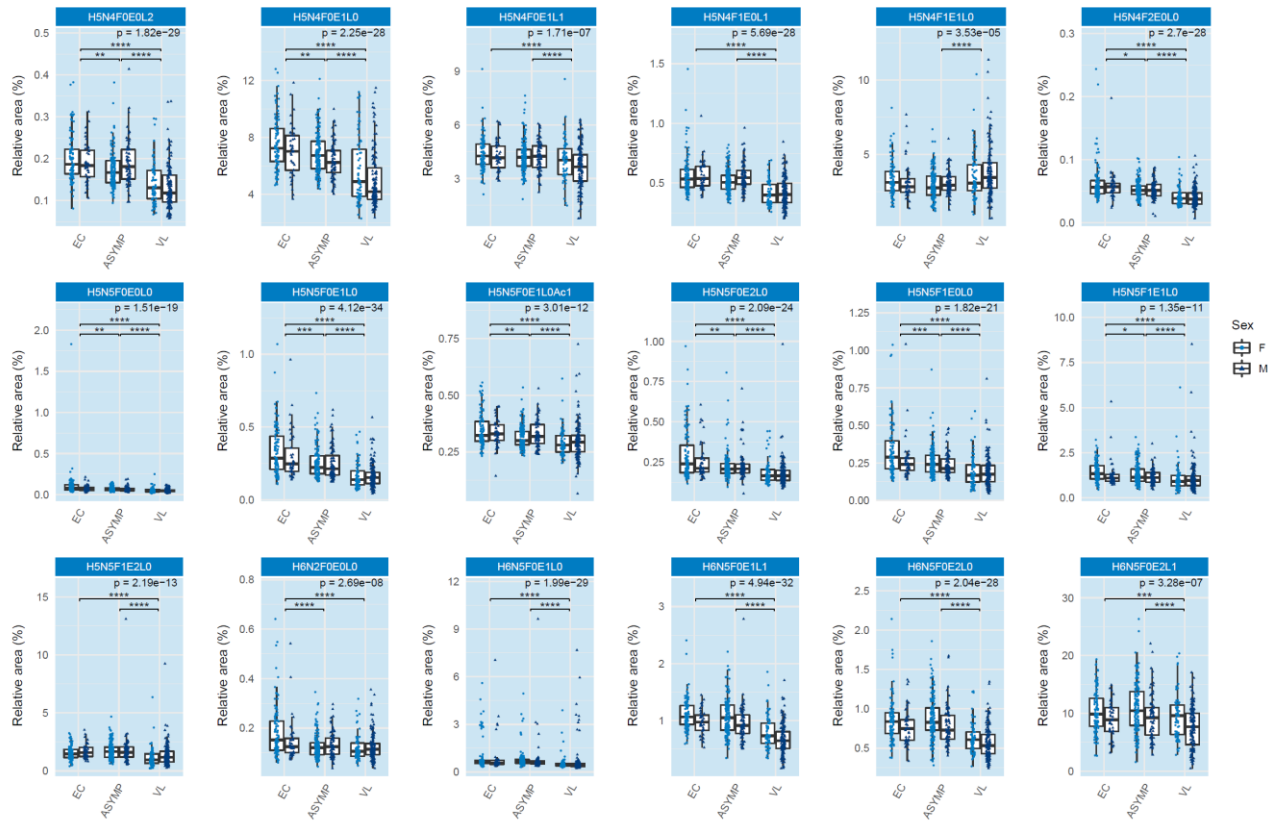 H5N4F0E0L2 H5N4F0E1L0 H5N4F0E1L1 H5N4F1E0L1 H5N4F1E1L0 H5N4F2E0L0
p = 1.82e−29 p = 2.25e−28 p = 1.71e−07 p = 5.69e−28 p = 3.53e−05 p = 2.7e−28
**** **** **** **** **** ****
** **** ** **** **** **** * ****
Relative area (%) Relative area (%) Relative area (%) Relative area (%) Relative area (%) Relative area (%)
0.5 0.4 0.3 0.2 0.1
12 8 4
9 6 3
1.5 1.0 0.5
10 5
0.3 0.2 0.1 0.0
EC ASYMP VL EC ASYMP VL EC ASYMP VL EC ASYMP VL EC ASYMP VL EC ASYMP VL
H5N5F0E0L0 H5N5F0E1L0 H5N5F0E1L0Ac1 H5N5F0E2L0 H5N5F1E0L0 H5N5F1E1L0
p = 1.51e−19 p = 4.12e−34 p = 3.01e−12 p = 2.09e−24 p = 1.82e−21 p = 1.35e−11
**** **** **** **** **** ****
** **** *** **** ** **** ** **** *** **** * ****
Relative area (%) Relative area (%) Relative area (%) Relative area (%) Relative area (%) Relative area (%)
2.0 1.5 1.0 0.5 0.0
1.0 0.5 0.0
0.75 0.50 0.25
1.00 0.75 0.50 0.25
1.00 0.75 0.50 0.25 0.00
10.0 7.5 5.0 2.5 0.0
EC ASYMP VL EC ASYMP VL EC ASYMP VL EC ASYMP VL EC ASYMP VL EC ASYMP VL
Sex
F
M
H5N5F1E2L0 H6N2F0E0L0 H6N5F0E1L0 H6N5F0E1L1 H6N5F0E2L0 H6N5F0E2L1
p = 2.19e−13 p = 2.69e−08 p = 1.99e−29 p = 4.94e−32 p = 2.04e−28 p = 3.28e−07
**** **** **** **** **** ***
**** **** **** **** **** ****
Relative area (%) Relative area (%) Relative area (%) Relative area (%) Relative area (%) Relative area (%)
15 10 5 0
0.8 0.6 0.4 0.2
12 9 6 3 0
3 2 1
2.5 2.0 1.5 1.0 0.5
30 20 10 0
EC ASYMP VL EC ASYMP VL EC ASYMP VL EC ASYMP VL EC ASYMP VL EC ASYMP VL